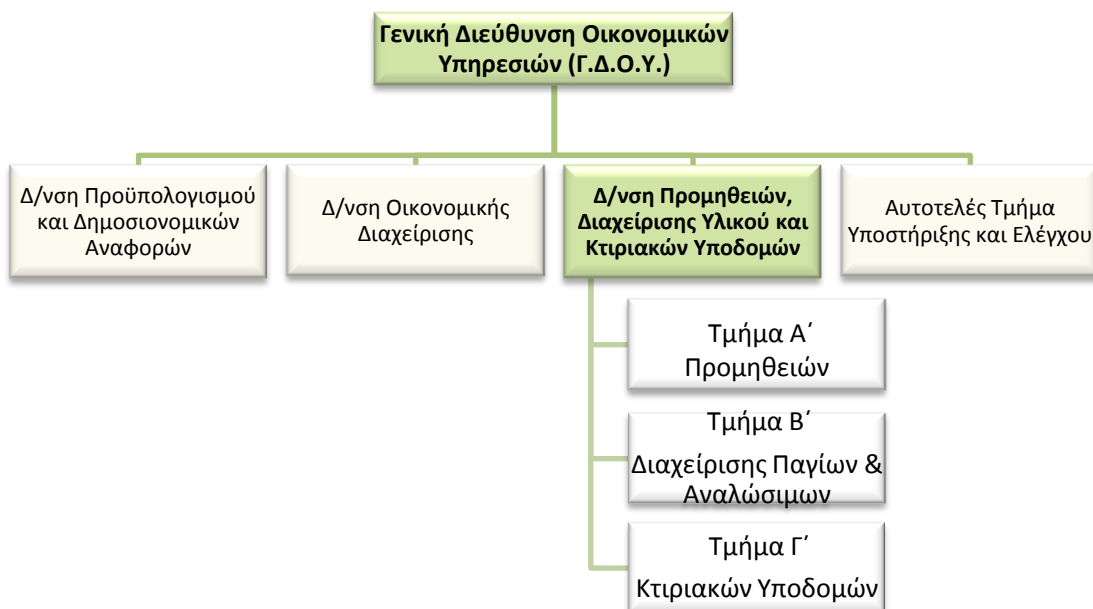 Γενική Διεύθυνση Οικονομικών
Υπηρεσιών (Γ.Δ.Ο.Υ.)
Δ/νση Προϋπολογισμού
και Δημοσιονομικών
Αναφορών
Δ/νση Οικονομικής
Διαχείρισης
Δ/νση Προμηθειών,
Διαχείρισης Υλικού και
Κτιριακών Υποδομών
Αυτοτελές Τμήμα
Υποστήριξης και Ελέγχου
Τμήμα Α΄
Προμηθειών
Τμήμα Β΄
Διαχείρισης Παγίων &
Αναλώσιμων
Τμήμα Γ΄
Κτιριακών Υποδομών